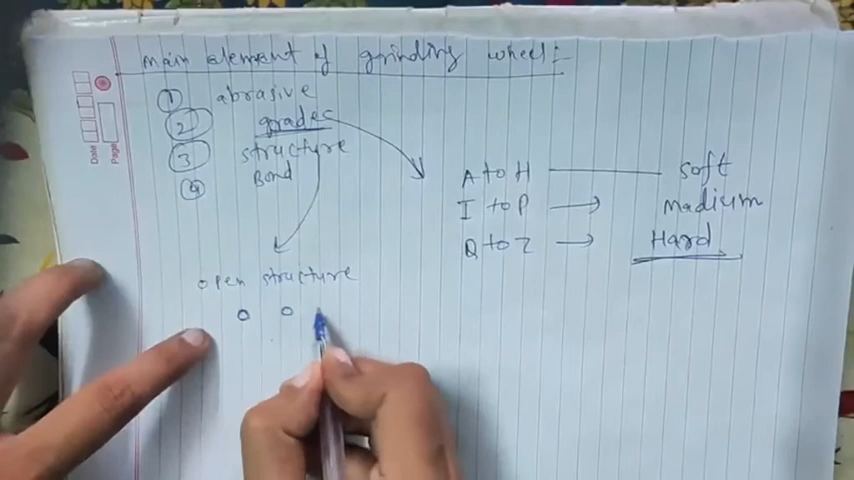 main element of grinding wheel:-
① abrasive
② grades
③ structure
④ Bond
A to H — soft
I to P → Madium
Q to Z → Hard
open structure
Date
Page